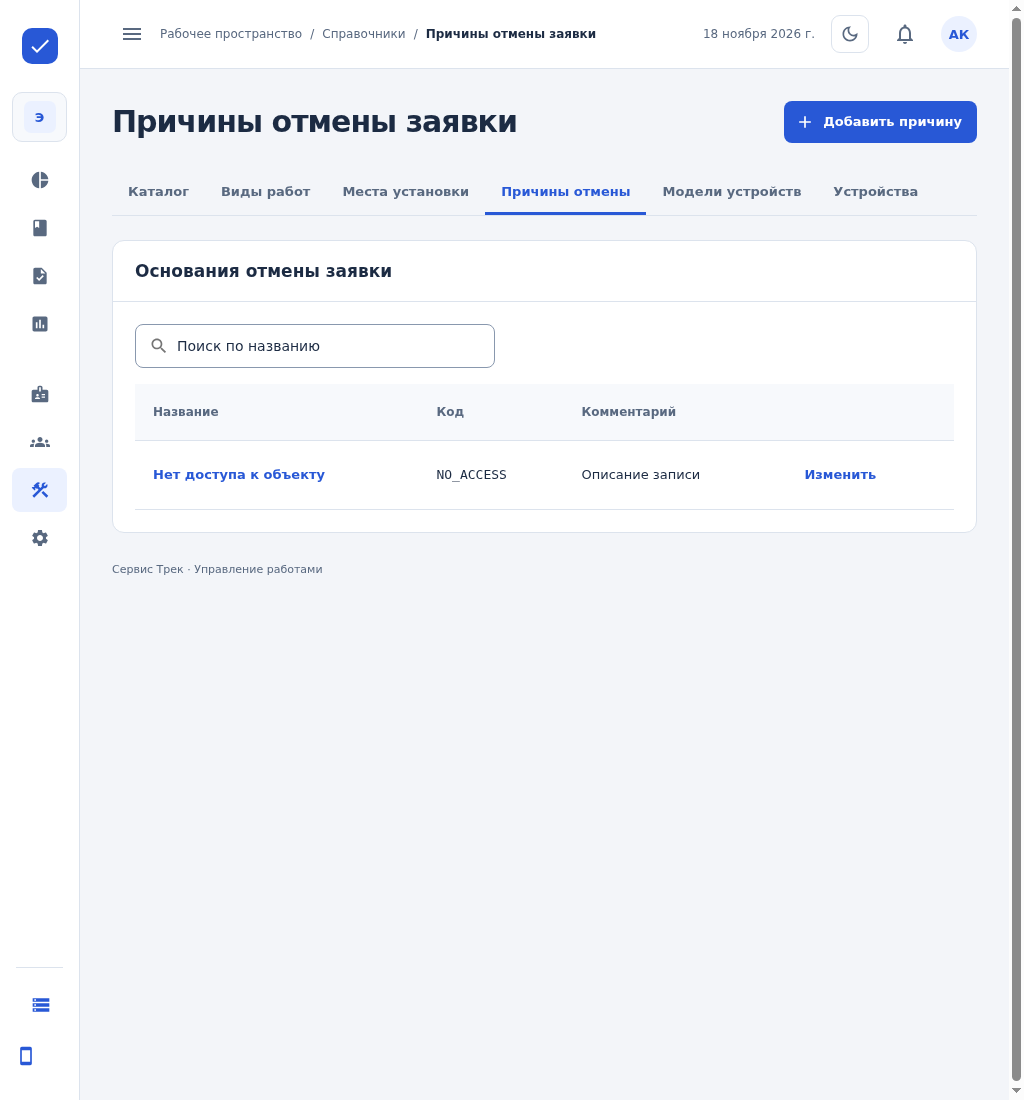 Рабочее пространство / Справочники / Причины отмены заявки
18 ноября 2026 г.
АК
Э
Причины отмены заявки
Добавить причину
Каталог Виды работ Места установки Причины отмены Модели устройств Устройства
Основания отмены заявки
Поиск по названию
Название Код Комментарий
Нет доступа к объекту NO_ACCESS Описание записи Изменить
Сервис Трек · Управление работами